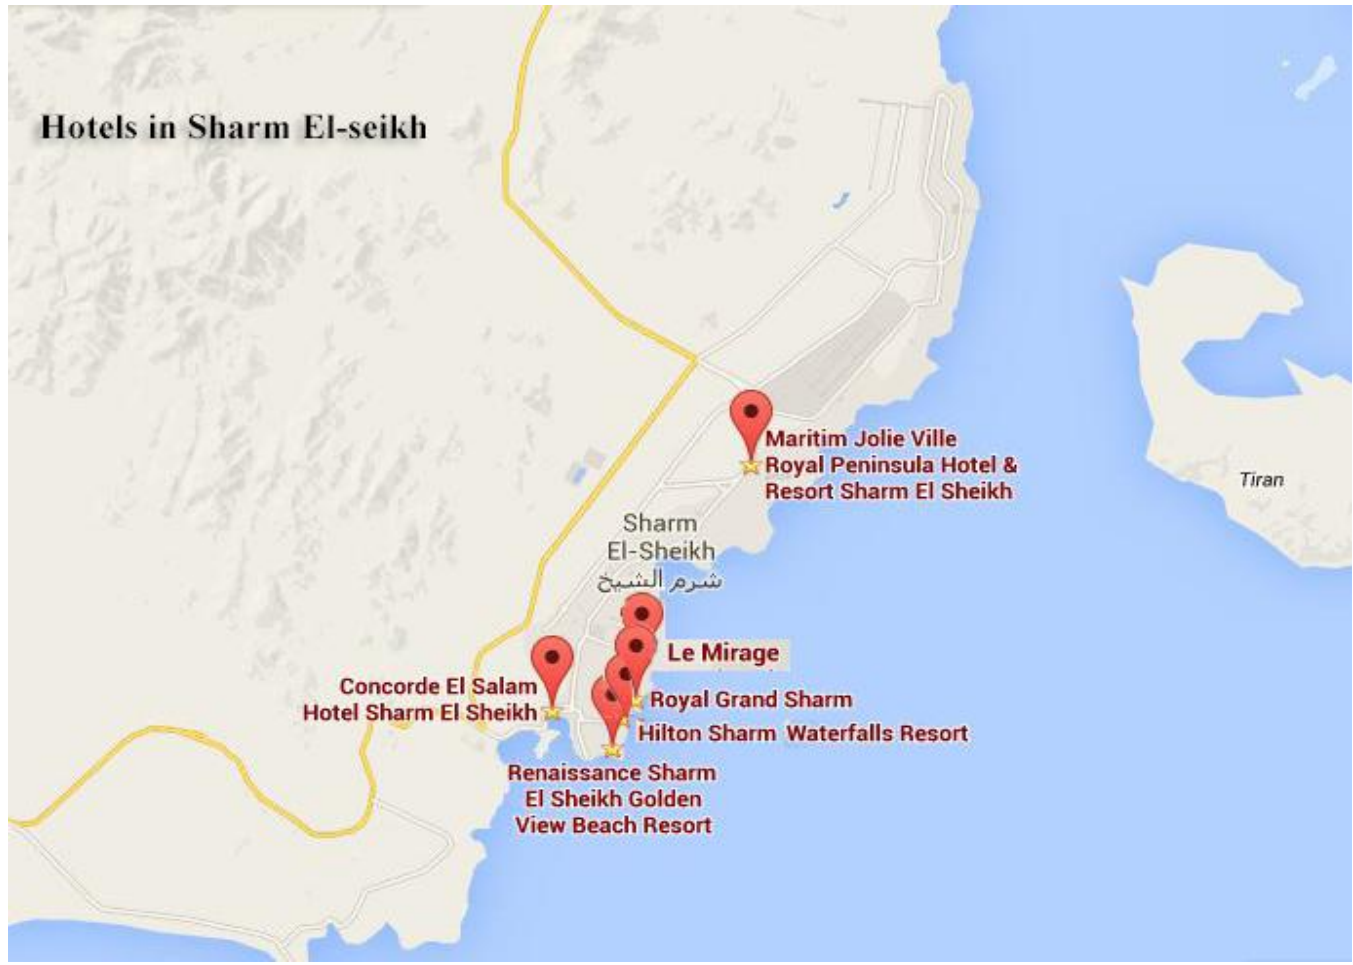 Hotels in Sharm El-seikh
Maritim Jolie Ville
Royal Peninsula Hotel &
Resort Sharm El Sheikh
Tiran
Sharm
El-Sheikh
شرم الشيخ
Le Mirage
Concorde El Salam
Hotel Sharm El Sheikh
Royal Grand Sharm
Hilton Sharm Waterfalls Resort
Renaissance Sharm
El Sheikh Golden
View Beach Resort